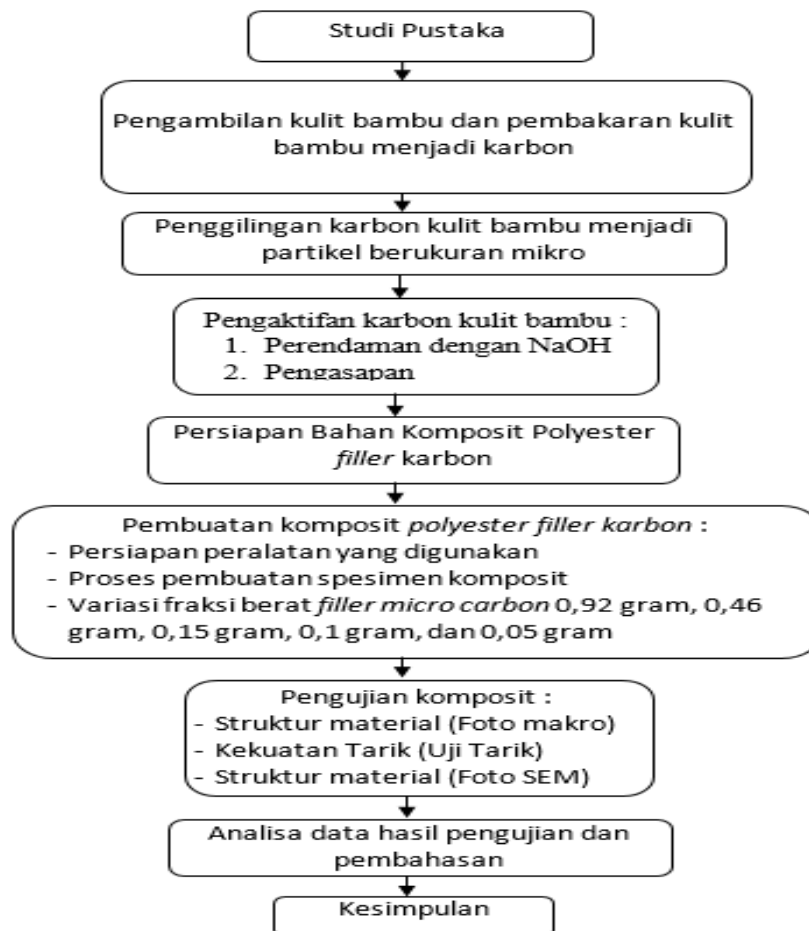 Studi Pustaka
Pengambilan kulit bambu dan pembakaran kulit
bambu menjadi karbon
Penggilingan karbon kulit bambu menjadi
partikel berukuran mikro
Pengaktifan karbon kulit bambu :
1. Perendaman dengan NaOH
2. Pengasapan
Persiapan Bahan Komposit Polyester
filler karbon
Pembuatan komposit polyester filler karbon :
- Persiapan peralatan yang digunakan
- Proses pembuatan spesimen komposit
- Variasi fraksi berat filler micro carbon 0,92 gram, 0,46
gram, 0,15 gram, 0,1 gram, dan 0,05 gram
Pengujian komposit :
- Struktur material (Foto makro)
- Kekuatan Tarik (Uji Tarik)
- Struktur material (Foto SEM)
Analisa data hasil pengujian dan
pembahasan
Kesimpulan